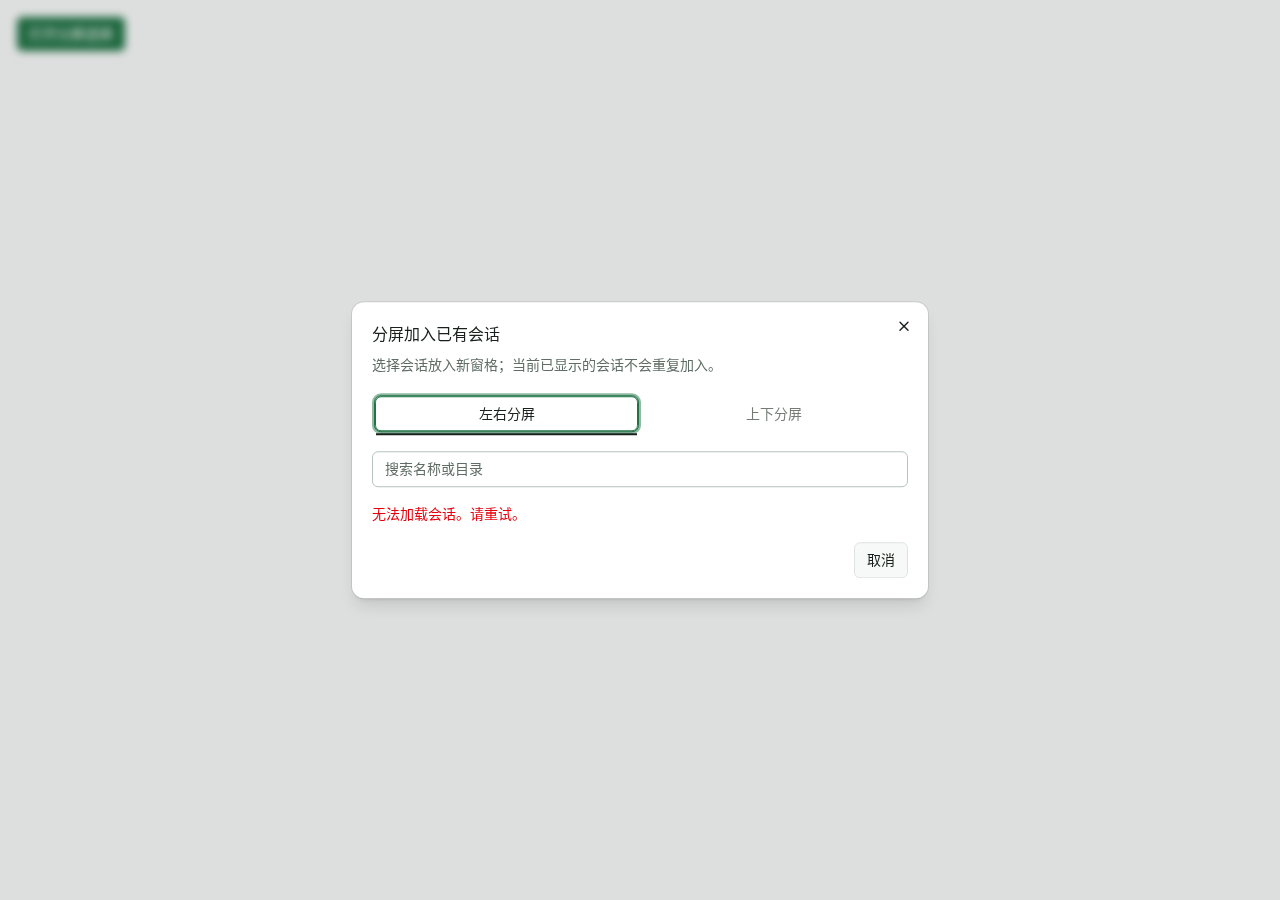 分屏加入已有会话
选择会话放入新窗格；当前已显示的会话不会重复加入。
左右分屏
上下分屏
搜索名称或目录
无法加载会话。请重试。
取消